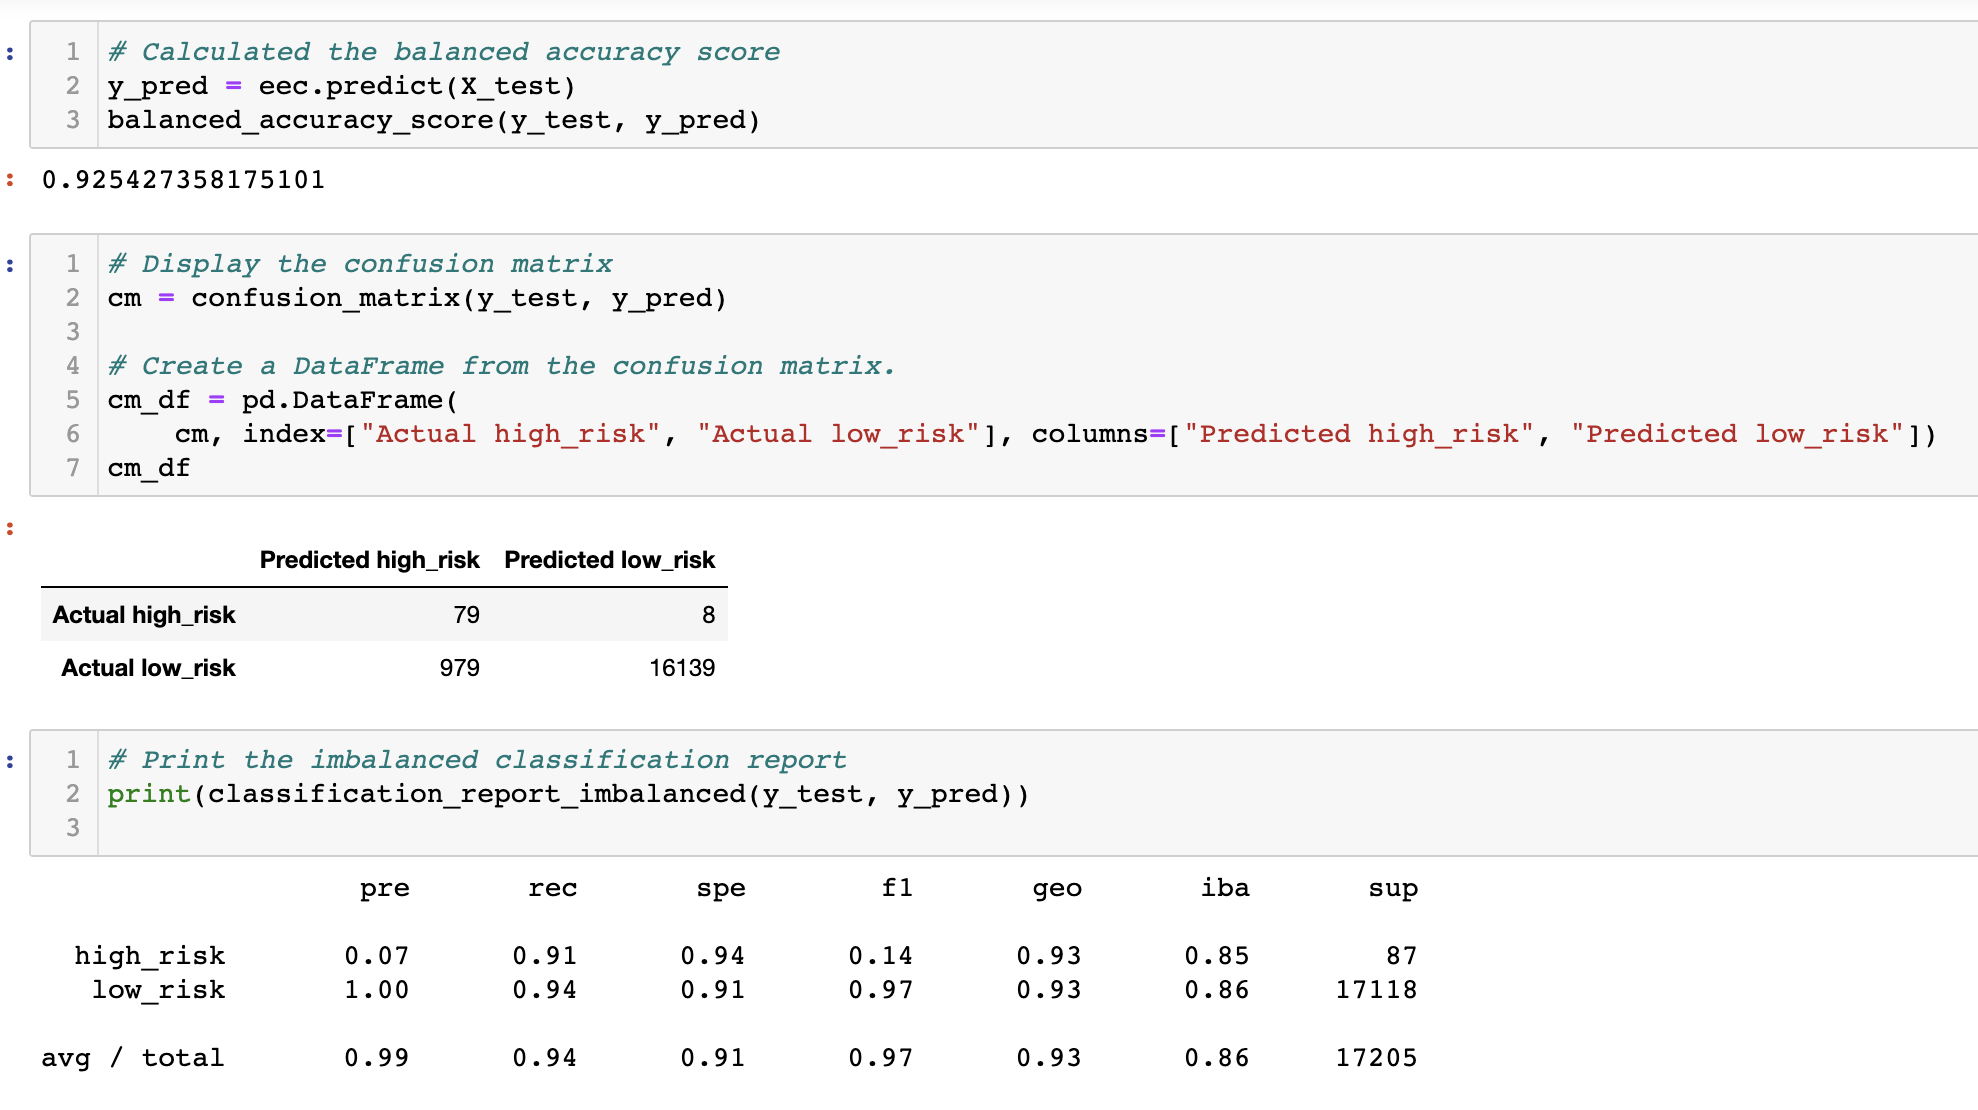 : 1 # Calculated the balanced accuracy score
2 y_pred = eec.predict(X_test)
3 balanced_accuracy_score(y_test, y_pred)
: 0.925427358175101
: 1 # Display the confusion matrix
2 cm = confusion_matrix(y_test, y_pred)
3
4 # Create a DataFrame from the confusion matrix.
5 cm_df = pd.DataFrame(
6     cm, index=["Actual high_risk", "Actual low_risk"], columns=["Predicted high_risk", "Predicted low_risk"])
7 cm_df
:
Predicted high_risk Predicted low_risk
Actual high_risk 79 8
Actual low_risk 979 16139
: 1 # Print the imbalanced classification report
2 print(classification_report_imbalanced(y_test, y_pred))
3
pre rec spe f1 geo iba sup
high_risk 0.07 0.91 0.94 0.14 0.93 0.85 87
low_risk 1.00 0.94 0.91 0.97 0.93 0.86 17118
avg / total 0.99 0.94 0.91 0.97 0.93 0.86 17205